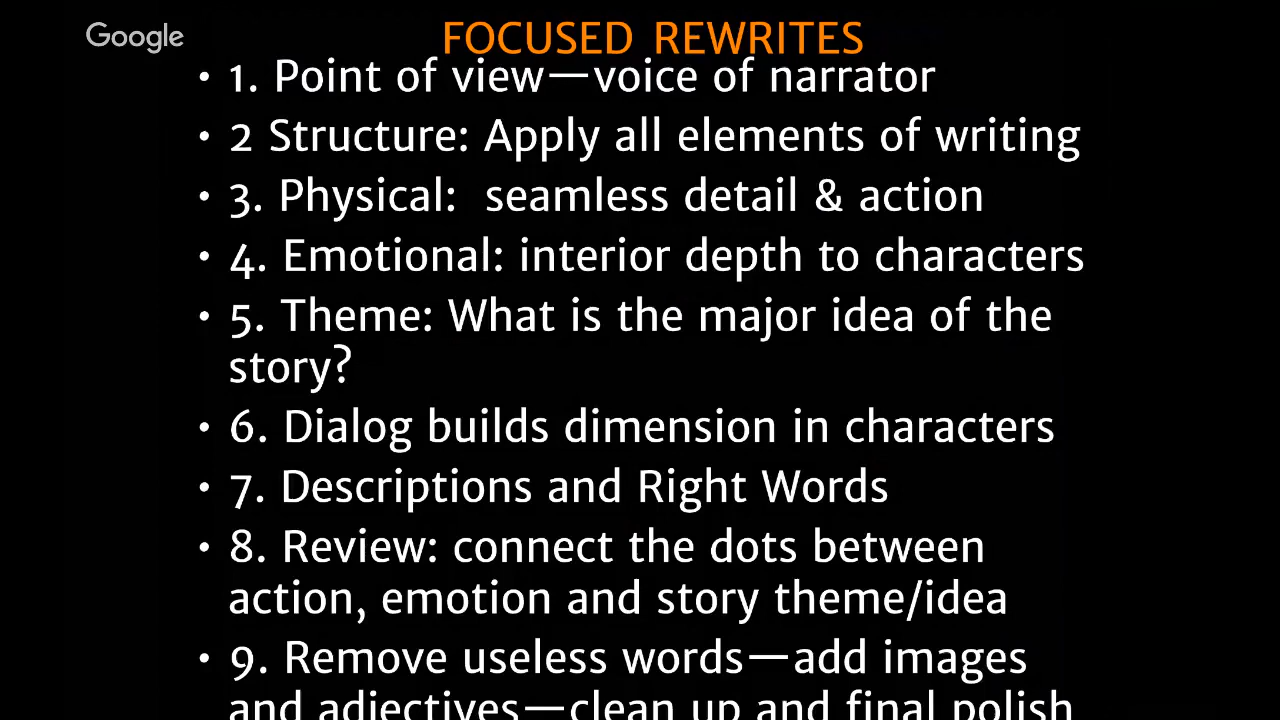 Google
FOCUSED REWRITES
• 1. Point of view—voice of narrator
• 2 Structure: Apply all elements of writing
• 3. Physical: seamless detail & action
• 4. Emotional: interior depth to characters
• 5. Theme: What is the major idea of the
story?
• 6. Dialog builds dimension in characters
• 7. Descriptions and Right Words
• 8. Review: connect the dots between
action, emotion and story theme/idea
• 9. Remove useless words—add images
and adjectives—clean up and final polish